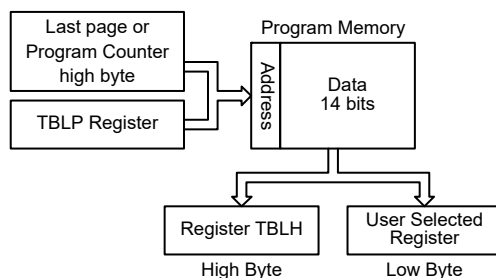 Last page or
Program Counter
high byte
TBLP Register
Program Memory
Address
Data
14 bits
Register TBLH
High Byte
User Selected
Register
Low Byte